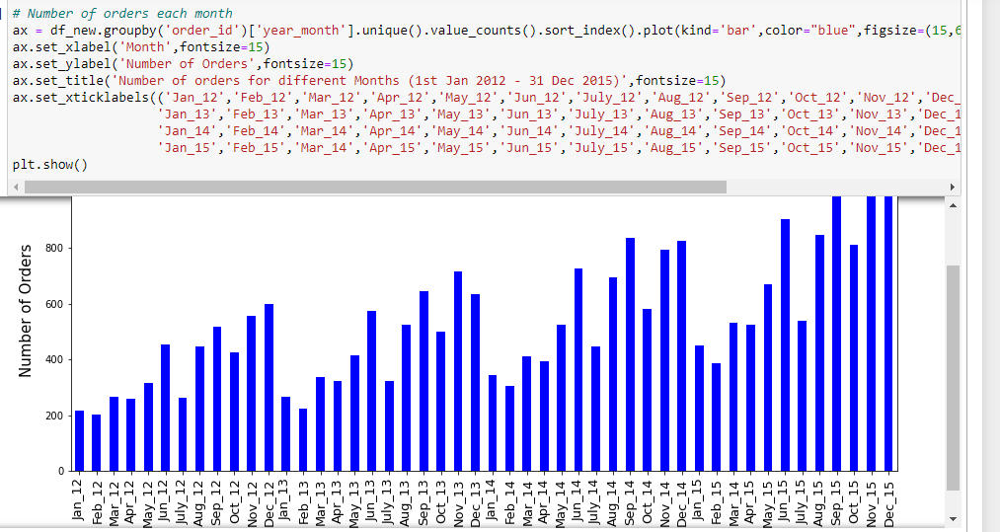 # Number of orders each month
ax = df_new.groupby('order_id')['year_month'].unique().value_counts().sort_index().plot(kind='bar',color="blue",figsize=(15,6
ax.set_xlabel('Month',fontsize=15)
ax.set_ylabel('Number of Orders',fontsize=15)
ax.set_title('Number of orders for different Months (1st Jan 2012 - 31 Dec 2015)',fontsize=15)
ax.set_xticklabels(('Jan_12','Feb_12','Mar_12','Apr_12','May_12','Jun_12','July_12','Aug_12','Sep_12','Oct_12','Nov_12','Dec_
'Jan_13','Feb_13','Mar_13','Apr_13','May_13','Jun_13','July_13','Aug_13','Sep_13','Oct_13','Nov_13','Dec_1
'Jan_14','Feb_14','Mar_14','Apr_14','May_14','Jun_14','July_14','Aug_14','Sep_14','Oct_14','Nov_14','Dec_1
'Jan_15','Feb_15','Mar_14','Apr_15','May_15','Jun_15','July_15','Aug_15','Sep_15','Oct_15','Nov_15','Dec_1
plt.show()
Number of Orders
800
600
400
200
0
Jan_12
Feb_12
Mar_12
Apr_12
May_12
Jun_12
July_12
Aug_12
Sep_12
Oct_12
Nov_12
Dec_12
Jan_13
Feb_13
Mar_13
Apr_13
May_13
Jun_13
July_13
Aug_13
Sep_13
Oct_13
Nov_13
Dec_13
Jan_14
Feb_14
Mar_14
Apr_14
May_14
Jun_14
July_14
Aug_14
Sep_14
Oct_14
Nov_14
Dec_14
Jan_15
Feb_15
Mar_14
Apr_15
May_15
Jun_15
July_15
Aug_15
Sep_15
Oct_15
Nov_15
Dec_15